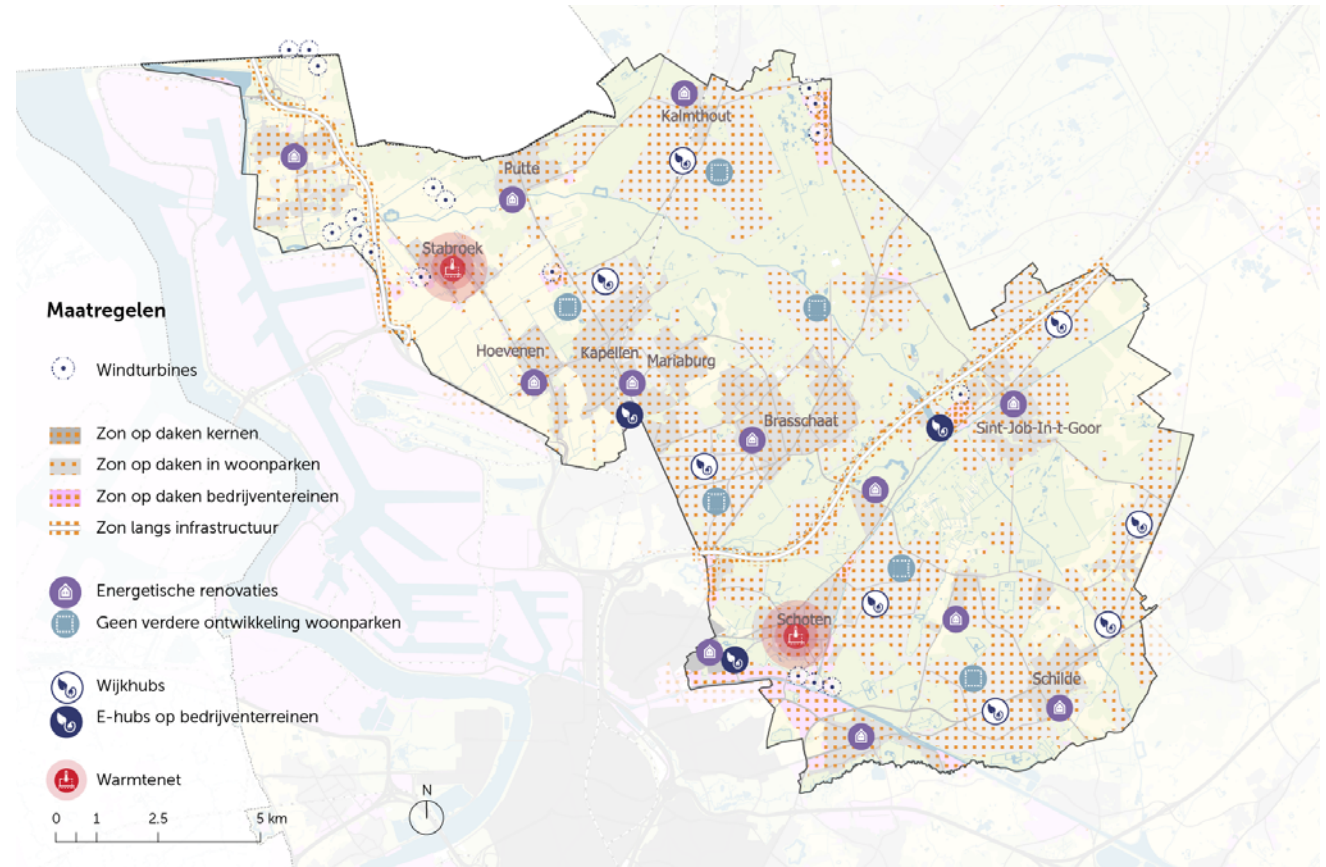 Kalmthout
Putte
Stabroek
Maatregelen
Hoevenen
Kapellen
Mariaburg
Windturbines
Brasschaat
Sint-Job-In-t-Goor
Zon op daken kernen
Zon op daken in woonparken
Zon op daken bedrijventereinen
Zon langs infrastructuur
Energetische renovaties
Geen verdere ontwikkeling woonparken
Schoten
Schilde
Wijkhubs
E-hubs op bedrijventerreinen
Warmtenet
N
0 1 2.5 5 km